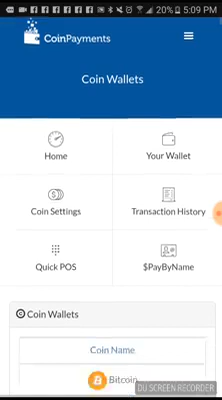 20% 5:09 PM
CoinPayments
Coin Wallets
Home
Your Wallet
Coin Settings
Transaction History
Quick POS
$PayByName
Coin Wallets
Coin Name
Bitcoin
DU SCREEN RECORDER